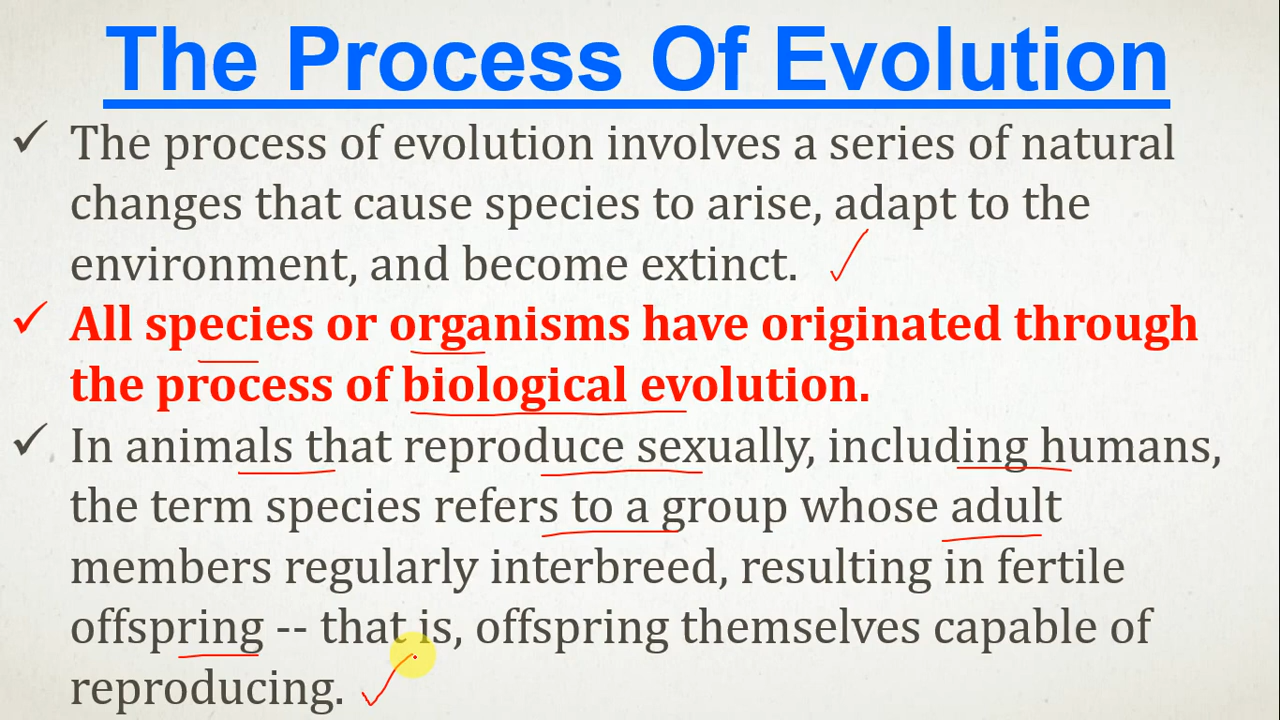 The Process Of Evolution
✓ The process of evolution involves a series of natural
changes that cause species to arise, adapt to the
environment, and become extinct.
✓ All species or organisms have originated through
the process of biological evolution.
✓ In animals that reproduce sexually, including humans,
the term species refers to a group whose adult
members regularly interbreed, resulting in fertile
offspring -- that is, offspring themselves capable of
reproducing.